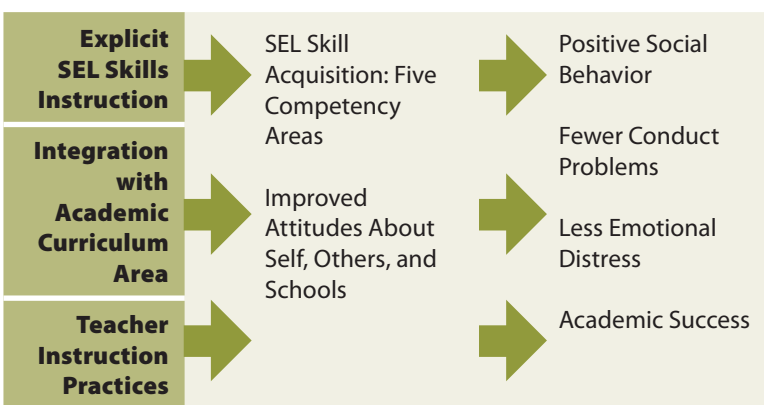 Explicit
SEL Skills
Instruction
Integration
with
Academic
Curriculum
Area
Teacher
Instruction
Practices
SEL Skill
Acquisition: Five
Competency
Areas
Improved
Attitudes About
Self, Others, and
Schools
Positive Social
Behavior
Fewer Conduct
Problems
Less Emotional
Distress
Academic Success